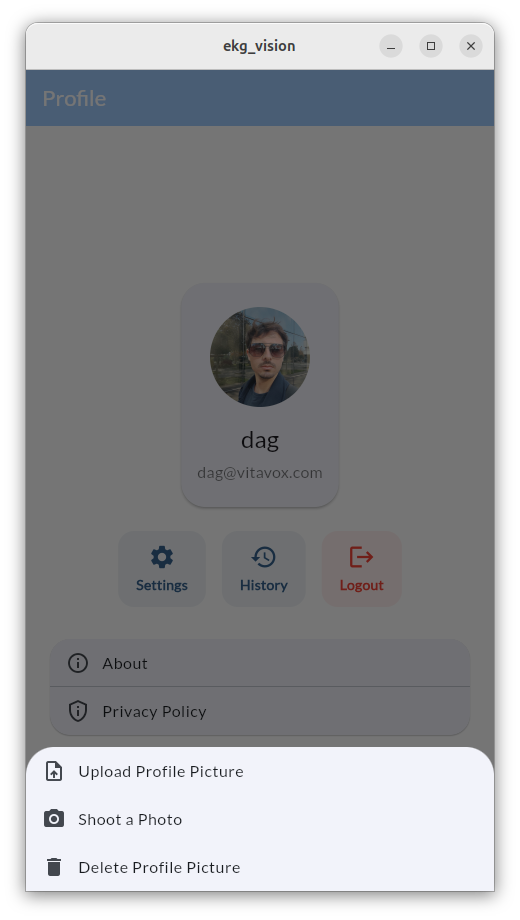 ekg_vision
Profile
dag
dag@vitavox.com
Settings
History
Logout
About
Privacy Policy
Upload Profile Picture
Shoot a Photo
Delete Profile Picture